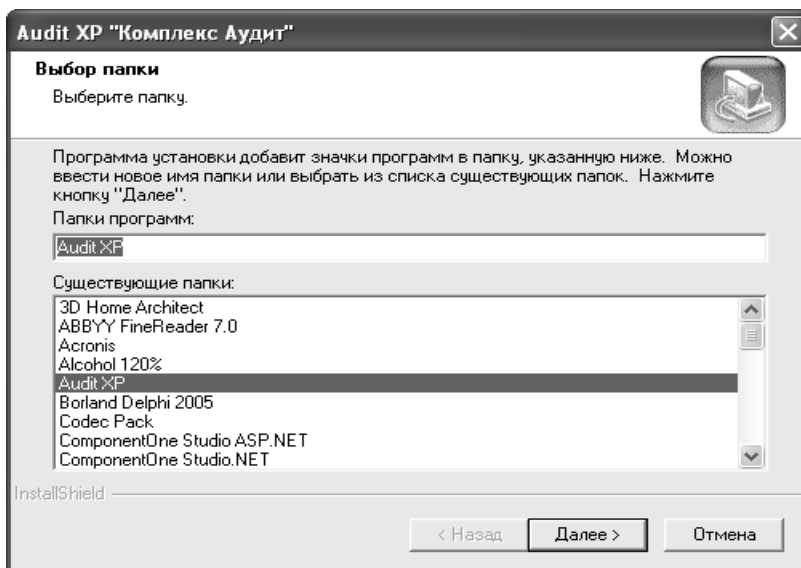 Audit XP "Комплекс Аудит"
Выбор папки
Выберите папку.
Программа установки добавит значки программ в папку, указанную ниже. Можно
ввести новое имя папки или выбрать из списка существующих папок. Нажмите
кнопку "Далее".
Папки программ:
Audit XP
Существующие папки:
3D Home Architect
ABBYY FineReader 7.0
Acronis
Alcohol 120%
Audit XP
Borland Delphi 2005
Codec Pack
ComponentOne Studio ASP.NET
ComponentOne Studio.NET
InstallShield
< Назад
Далее >
Отмена